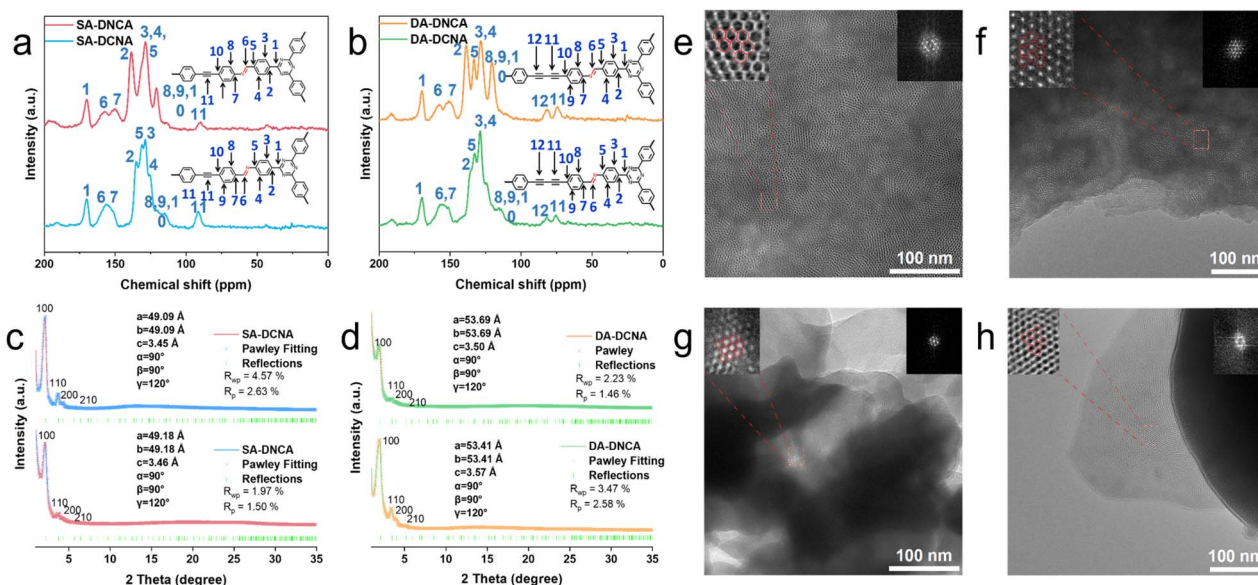 a
SA-DNCA
SA-DCNA
Intensity (a.u.)
1
6 7
2
3,4,
5
8,9,1
0
11
10 8 6 5 3 1
11 7 4 2
1
6 7
2
5 3
4
8,9,1
0
11
10 8 5 3 1
11 11 9 7 6 4 2
200 150 100 50 0
Chemical shift (ppm)
b
DA-DNCA
DA-DCNA
Intensity (a.u.)
1
6 7
2
5
3,4
8,9,1
0
12 11
12 11 10 8 6 5 3 1
9 7 4 2
1
6,7
2
5
3,4
8,9,1
0
12 11
12 11 10 8 5 3 1
9 7 6 4 2
200 150 100 50 0
Chemical shift (ppm)
c
Intensity (a.u.)
100
110
200
210
a=49.09 Å
b=49.09 Å
c=3.45 Å
α=90°
β=90°
γ=120°
SA-DCNA
Pawley Fitting
Reflections
Rwp = 4.57 %
Rp = 2.63 %
100
110
200
210
a=49.18 Å
b=49.18 Å
c=3.46 Å
α=90°
β=90°
γ=120°
SA-DNCA
Pawley Fitting
Reflections
Rwp = 1.97 %
Rp = 1.50 %
5 10 15 20 25 30 35
2 Theta (degree)
d
Intensity (a.u.)
100
110
200
210
a=53.69 Å
b=53.69 Å
c=3.50 Å
α=90°
β=90°
γ=120°
DA-DCNA
Pawley
Reflections
Rwp = 2.23 %
Rp = 1.46 %
100
110
200
210
a=53.41 Å
b=53.41 Å
c=3.57 Å
α=90°
β=90°
γ=120°
DA-DNCA
Pawley Fitting
Reflections
Rwp = 3.47 %
Rp = 2.58 %
5 10 15 20 25 30 35
2 Theta (degree)
e
100 nm
f
100 nm
g
100 nm
h
100 nm